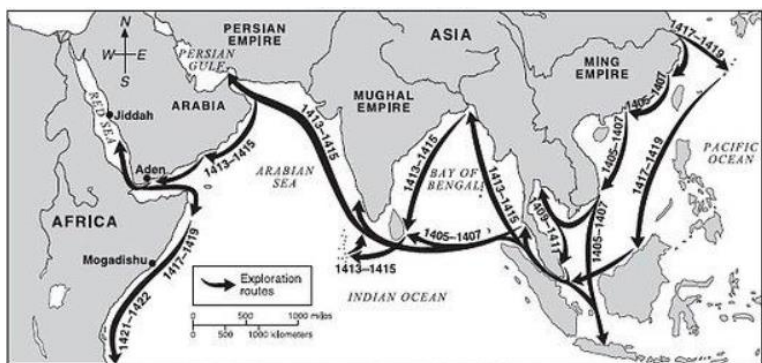 N
W E
S
PERSIAN
EMPIRE
PERSIAN
GULF
ASIA
1417–1419
MING
EMPIRE
MUGHAL
EMPIRE
ARABIA
RED SEA
Jiddah
Aden
1413–1415
1413–1415
ARABIAN
SEA
1413–1415
BAY OF
BENGAL
1413–1415
1409–1411
1405–1407
1405–1407
1405–1407
1417–1419
PACIFIC
OCEAN
AFRICA
Mogadishu
1417–1419
1421–1422
1405–1407
1413–1415
INDIAN OCEAN
Exploration
routes
0 500 1000 miles
0 500 1000 kilometers